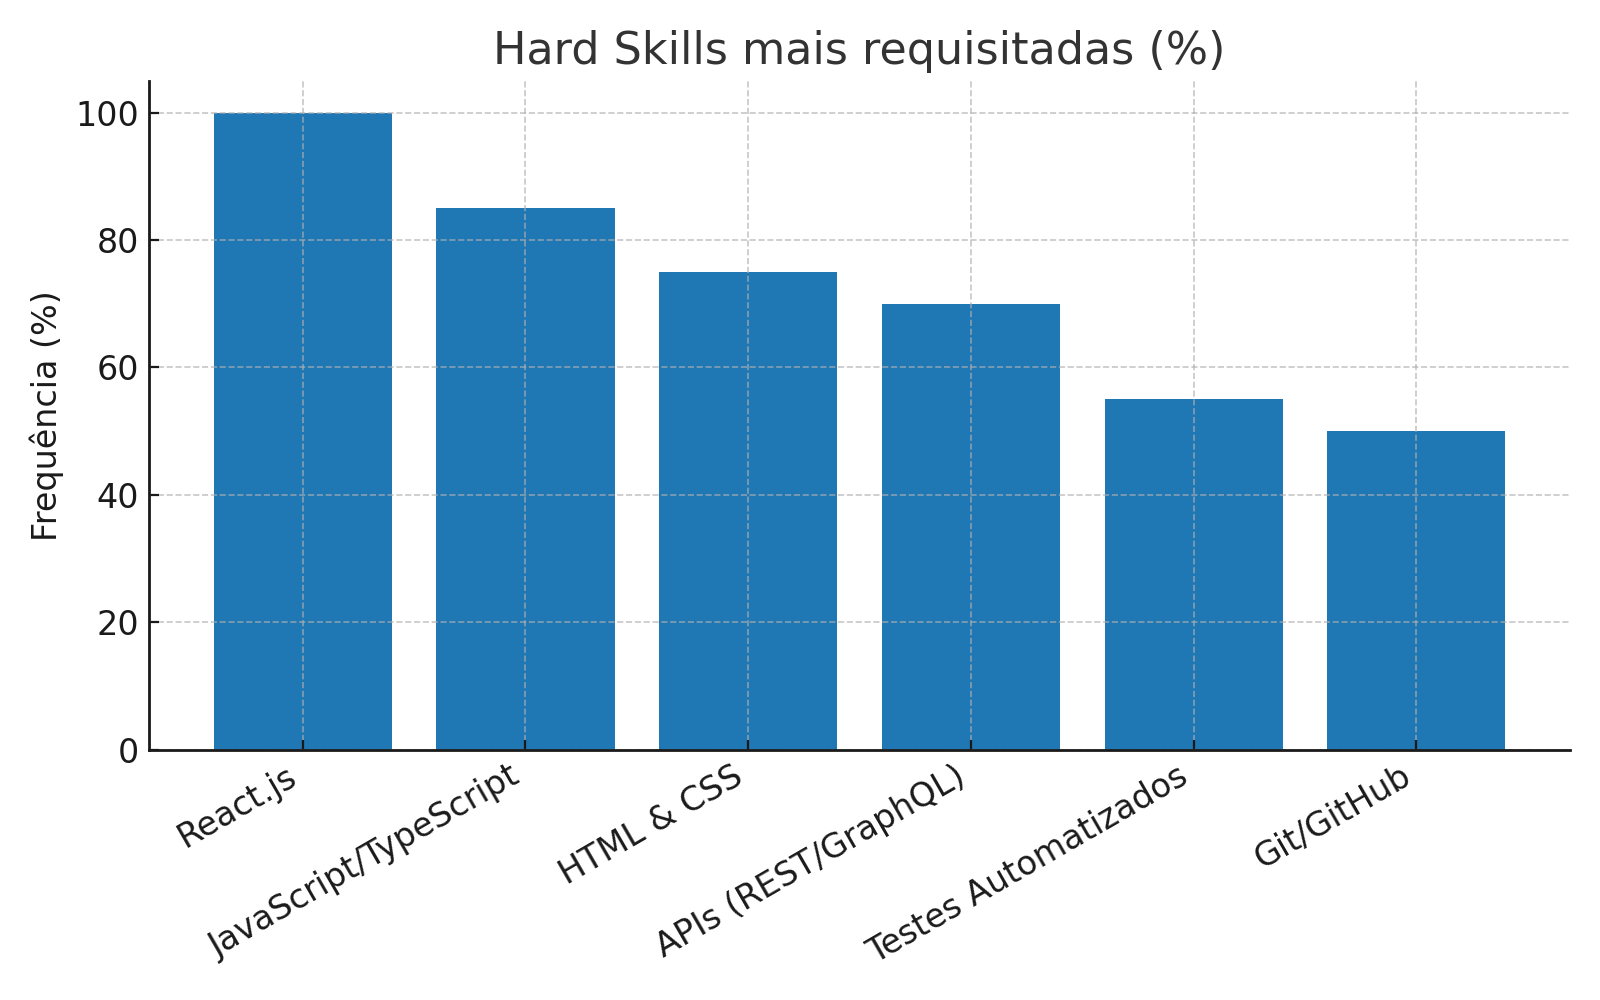 Hard Skills mais requisitadas (%)
Frequência (%)
100
80
60
40
20
0
React.js
JavaScript/TypeScript
HTML & CSS
APIs (REST/GraphQL)
Testes Automatizados
Git/GitHub